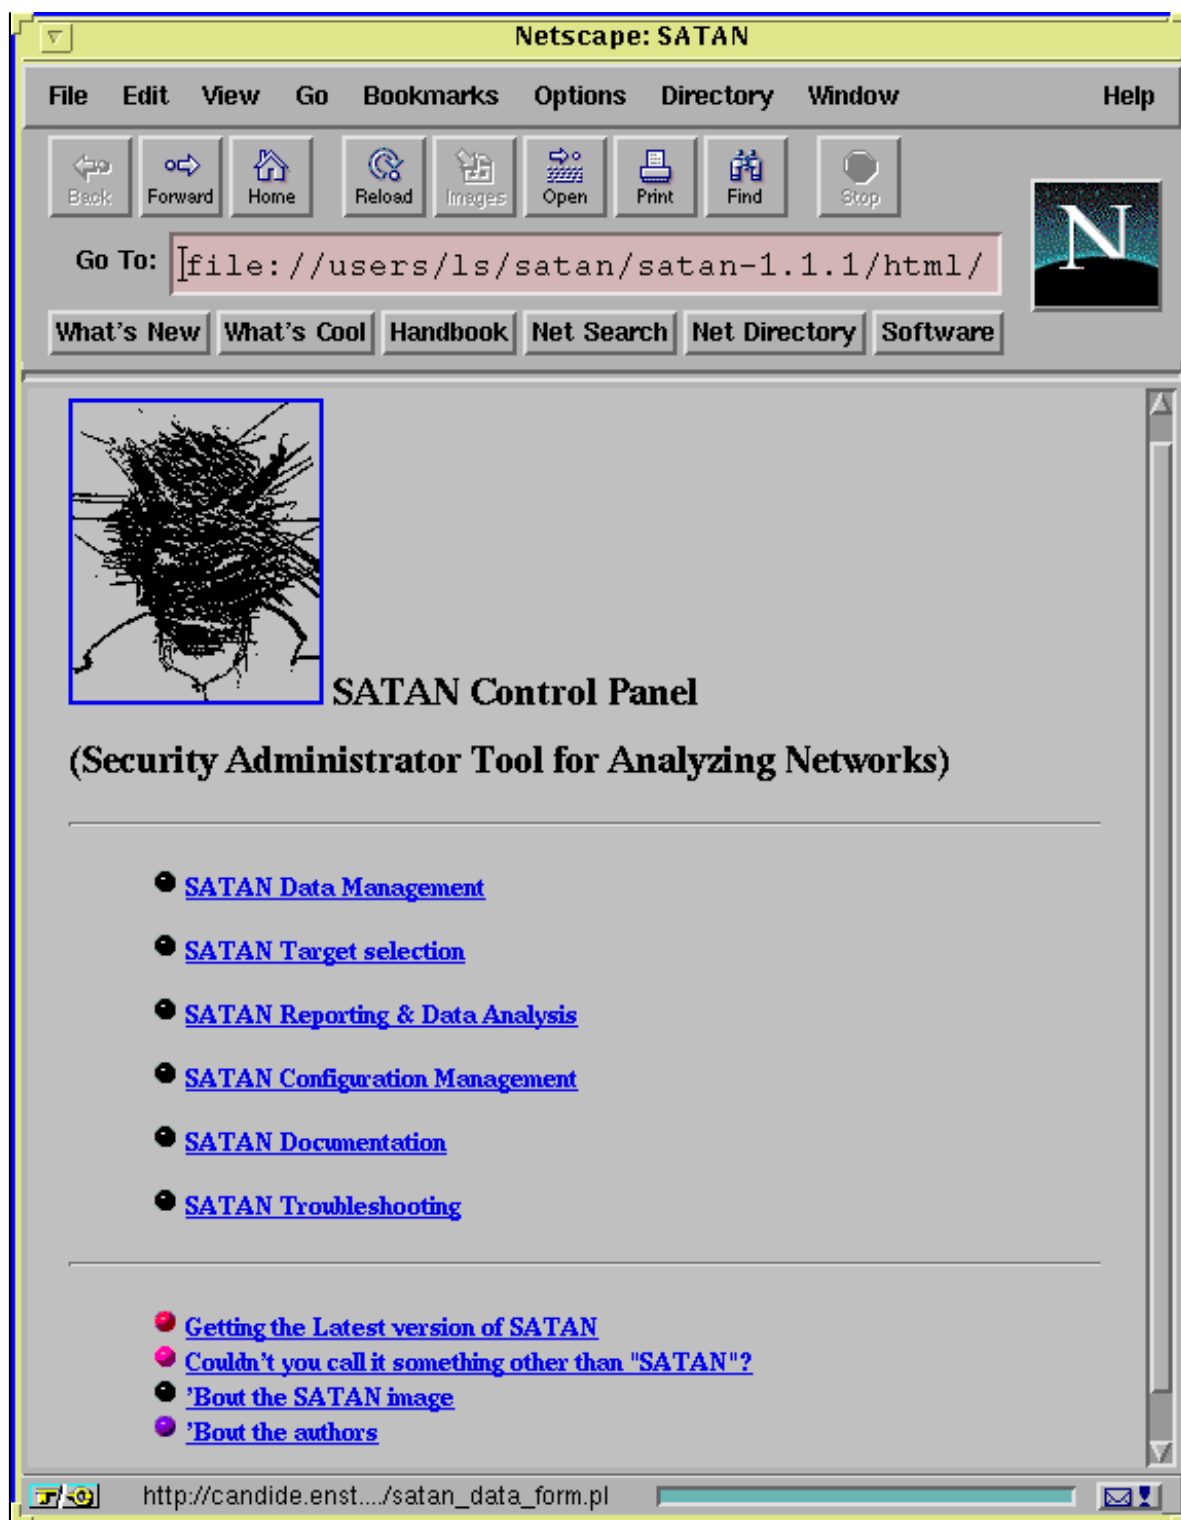 Netscape: SATAN
File Edit View Go Bookmarks Options Directory Window Help
Back Forward Home Reload Images Open Print Find Stop
Go To: file://users/ls/satan/satan-1.1.1/html/
N
What's New What's Cool Handbook Net Search Net Directory Software
SATAN Control Panel
(Security Administrator Tool for Analyzing Networks)
SATAN Data Management
SATAN Target selection
SATAN Reporting & Data Analysis
SATAN Configuration Management
SATAN Documentation
SATAN Troubleshooting
Getting the Latest version of SATAN
Couldn't you call it something other than "SATAN"?
'Bout the SATAN image
'Bout the authors
http://candide.enst..../satan_data_form.pl